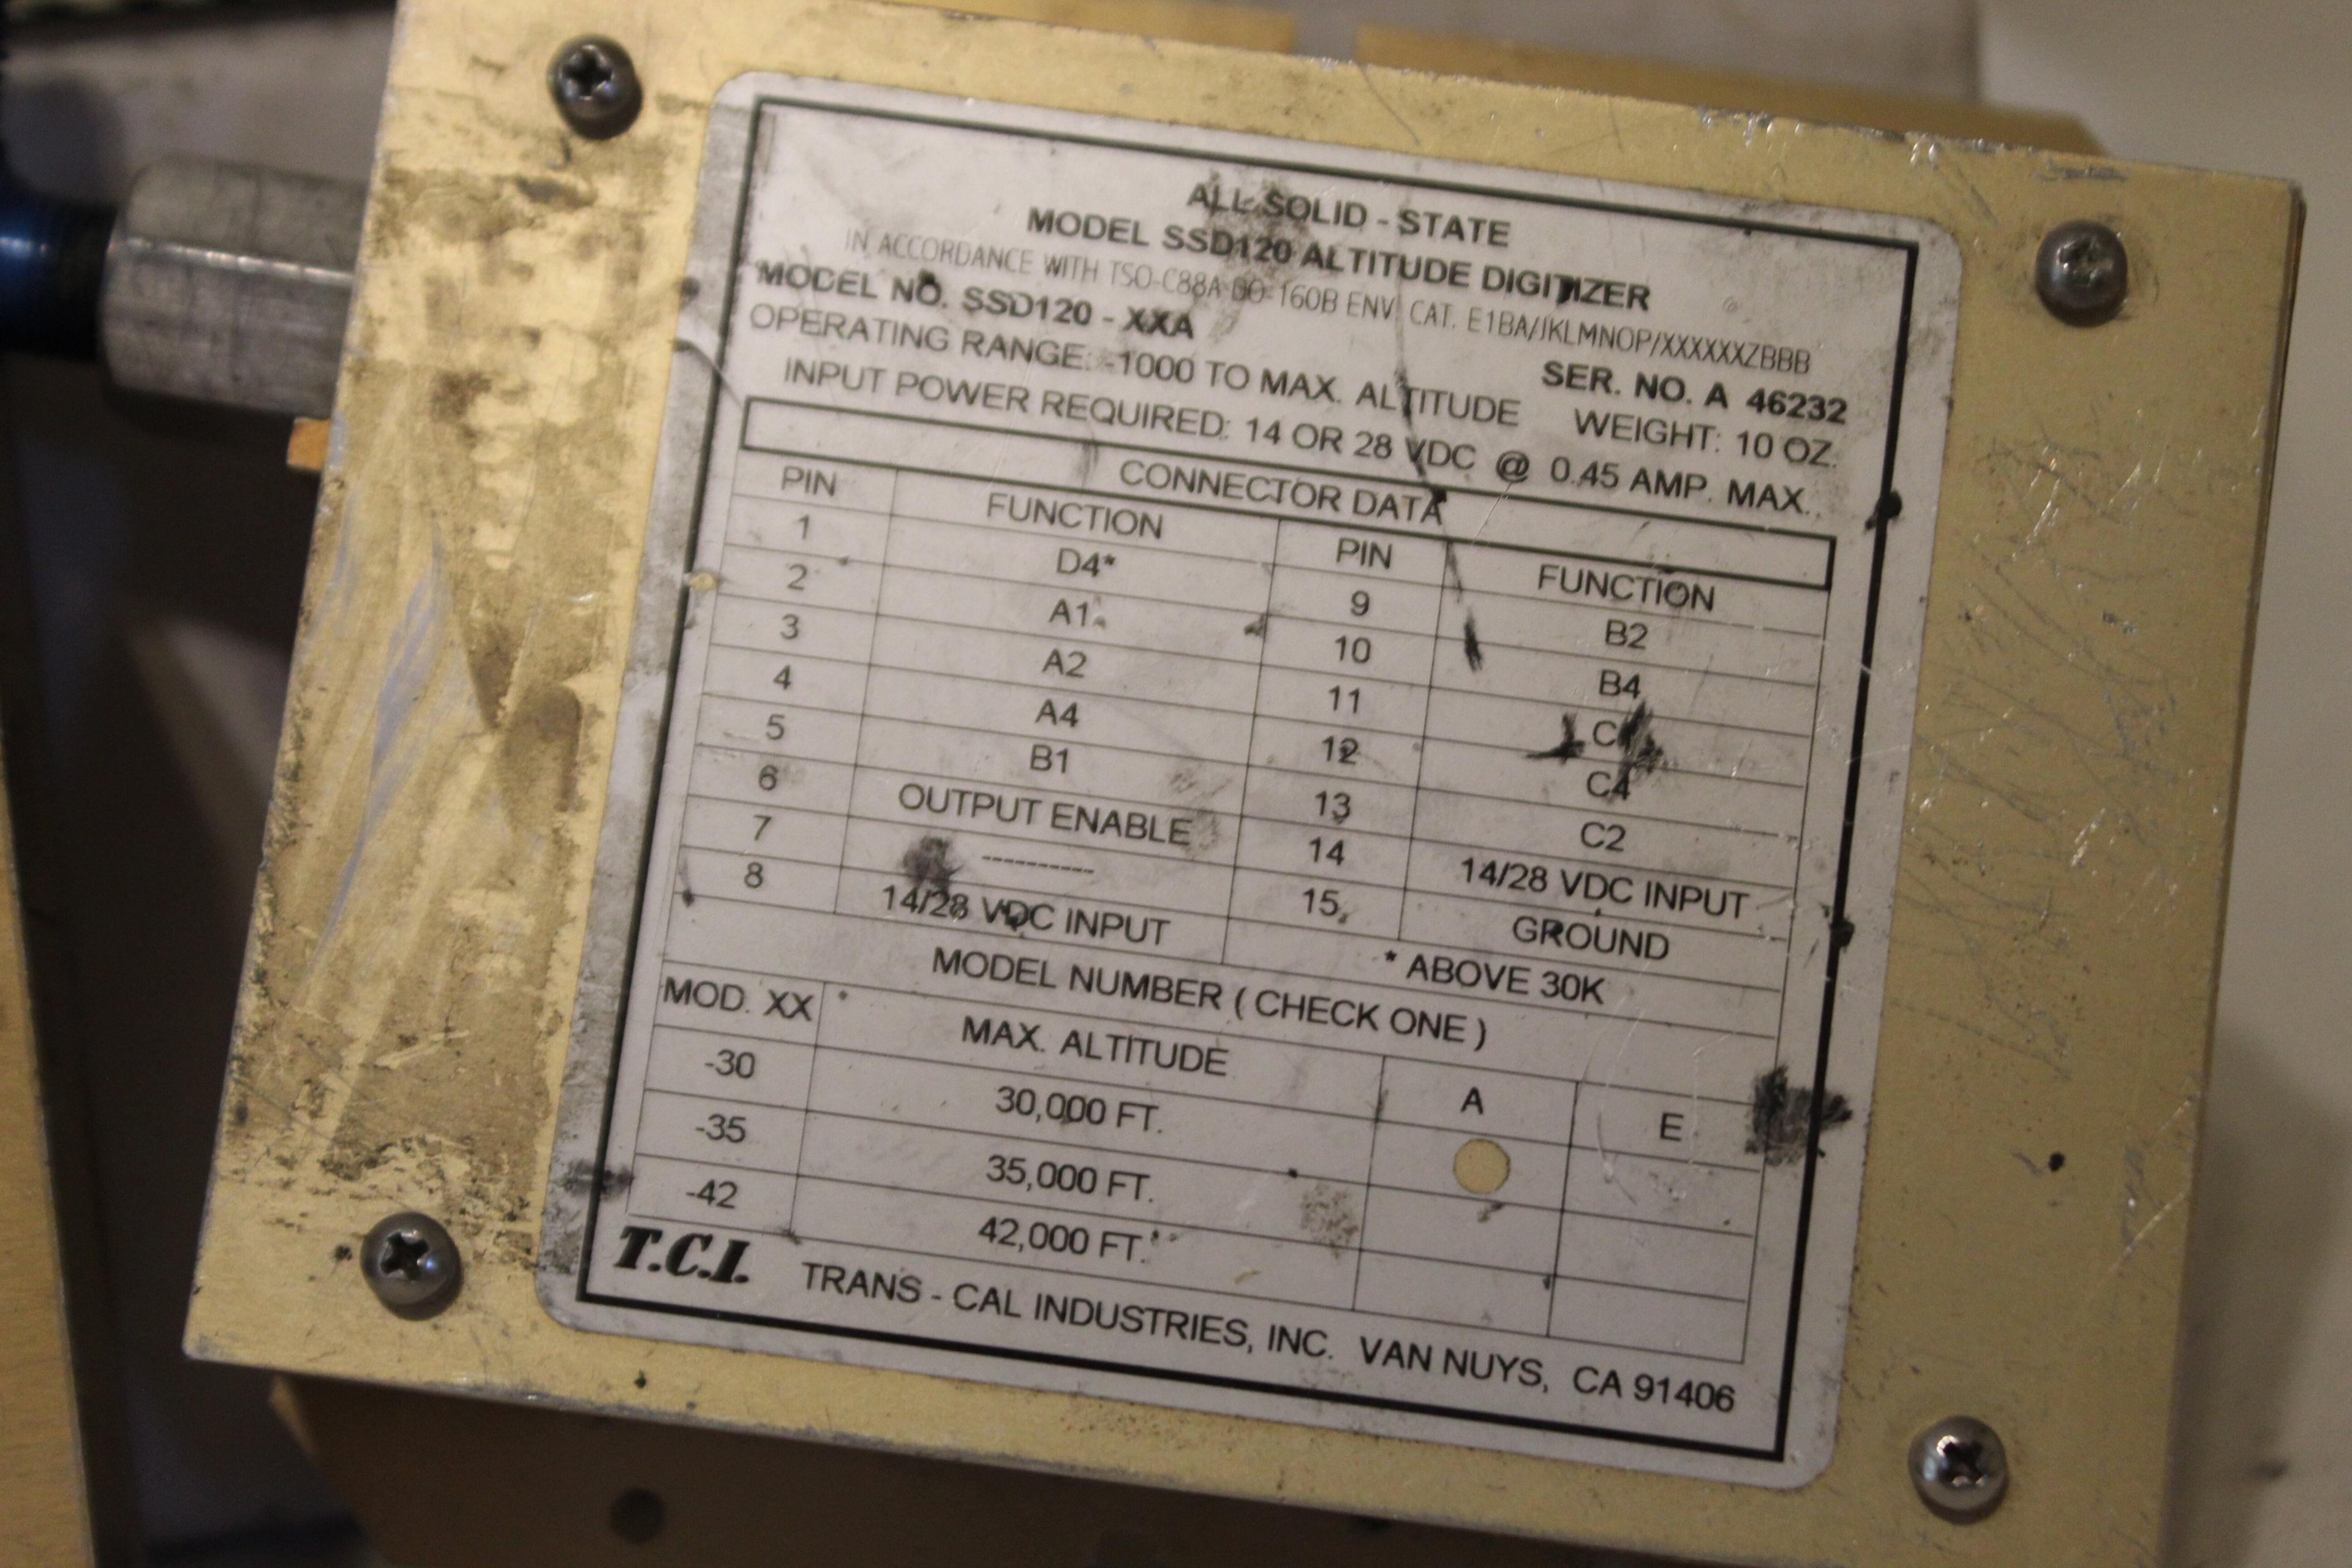 ALL SOLID - STATE
MODEL SSD120 ALTITUDE DIGITIZER
IN ACCORDANCE WITH TSO-C88A DO-160B ENV. CAT. E1BA/JKLMNOP/XXXXXXZBBB
MODEL NO. SSD120 - XXA SER. NO. A 46232
OPERATING RANGE: -1000 TO MAX. ALTITUDE WEIGHT: 10 OZ.
INPUT POWER REQUIRED: 14 OR 28 VDC @ 0.45 AMP. MAX.
CONNECTOR DATA
PIN FUNCTION PIN FUNCTION
1 D4* 9 B2
2 A1 10 B4
3 A2 11
4 A4 12 C4
5 B1 13 C2
6 OUTPUT ENABLE 14 14/28 VDC INPUT
7 ---------- 15 GROUND
8 14/28 VDC INPUT * ABOVE 30K
MODEL NUMBER ( CHECK ONE )
MOD. XX MAX. ALTITUDE A E
-30 30,000 FT.
-35 35,000 FT.
-42 42,000 FT.
T.C.I. TRANS - CAL INDUSTRIES, INC. VAN NUYS, CA 91406